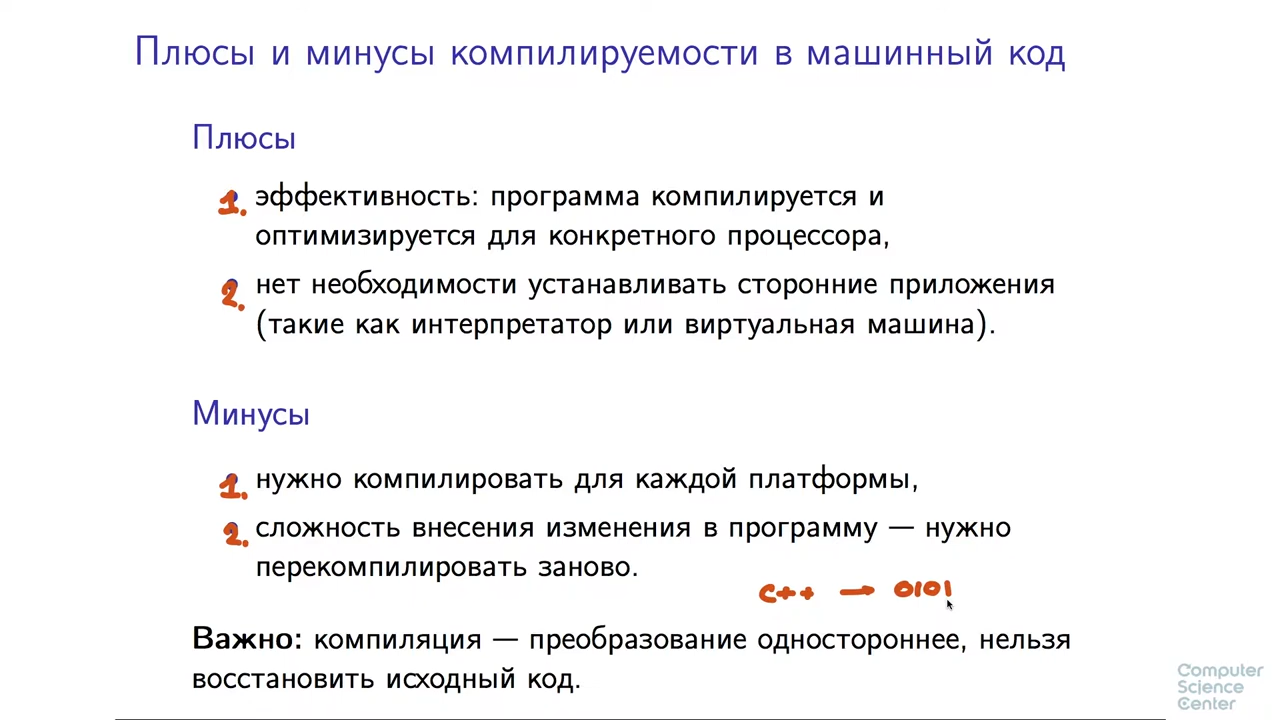 Плюсы и минусы компилируемости в машинный код
Плюсы
1. эффективность: программа компилируется и
оптимизируется для конкретного процессора,
2. нет необходимости устанавливать сторонние приложения
(такие как интерпретатор или виртуальная машина).
Минусы
1. нужно компилировать для каждой платформы,
2. сложность внесения изменения в программу — нужно
перекомпилировать заново.
C++ → 0101
Важно: компиляция — преобразование одностороннее, нельзя
восстановить исходный код.
Computer
Science
Center